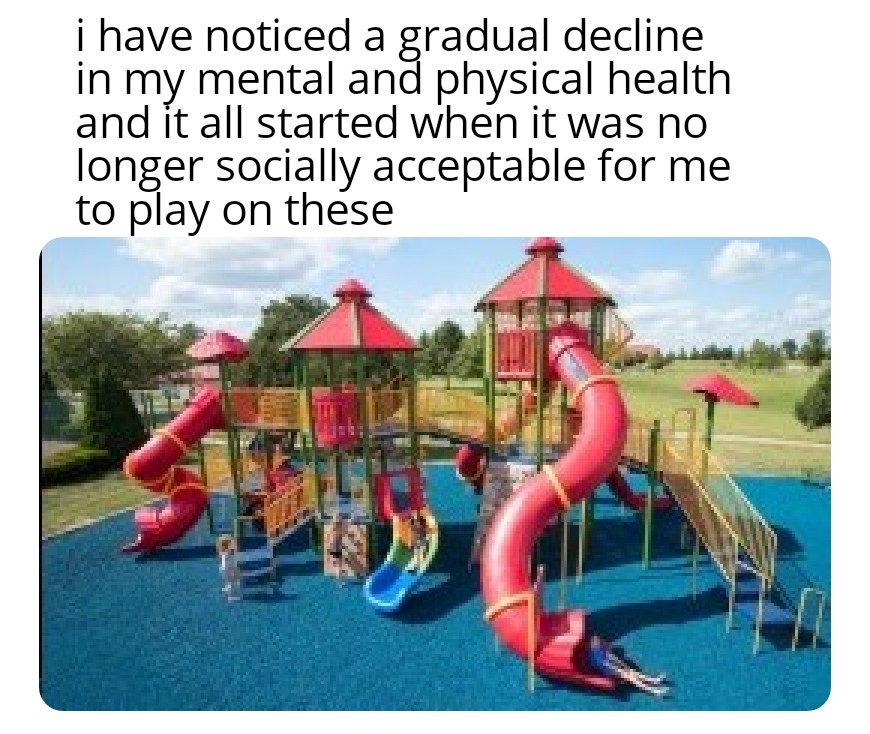 i have noticed a gradual decline
in my mental and physical health
and it all started when it was no
longer socially acceptable for me
to play on these